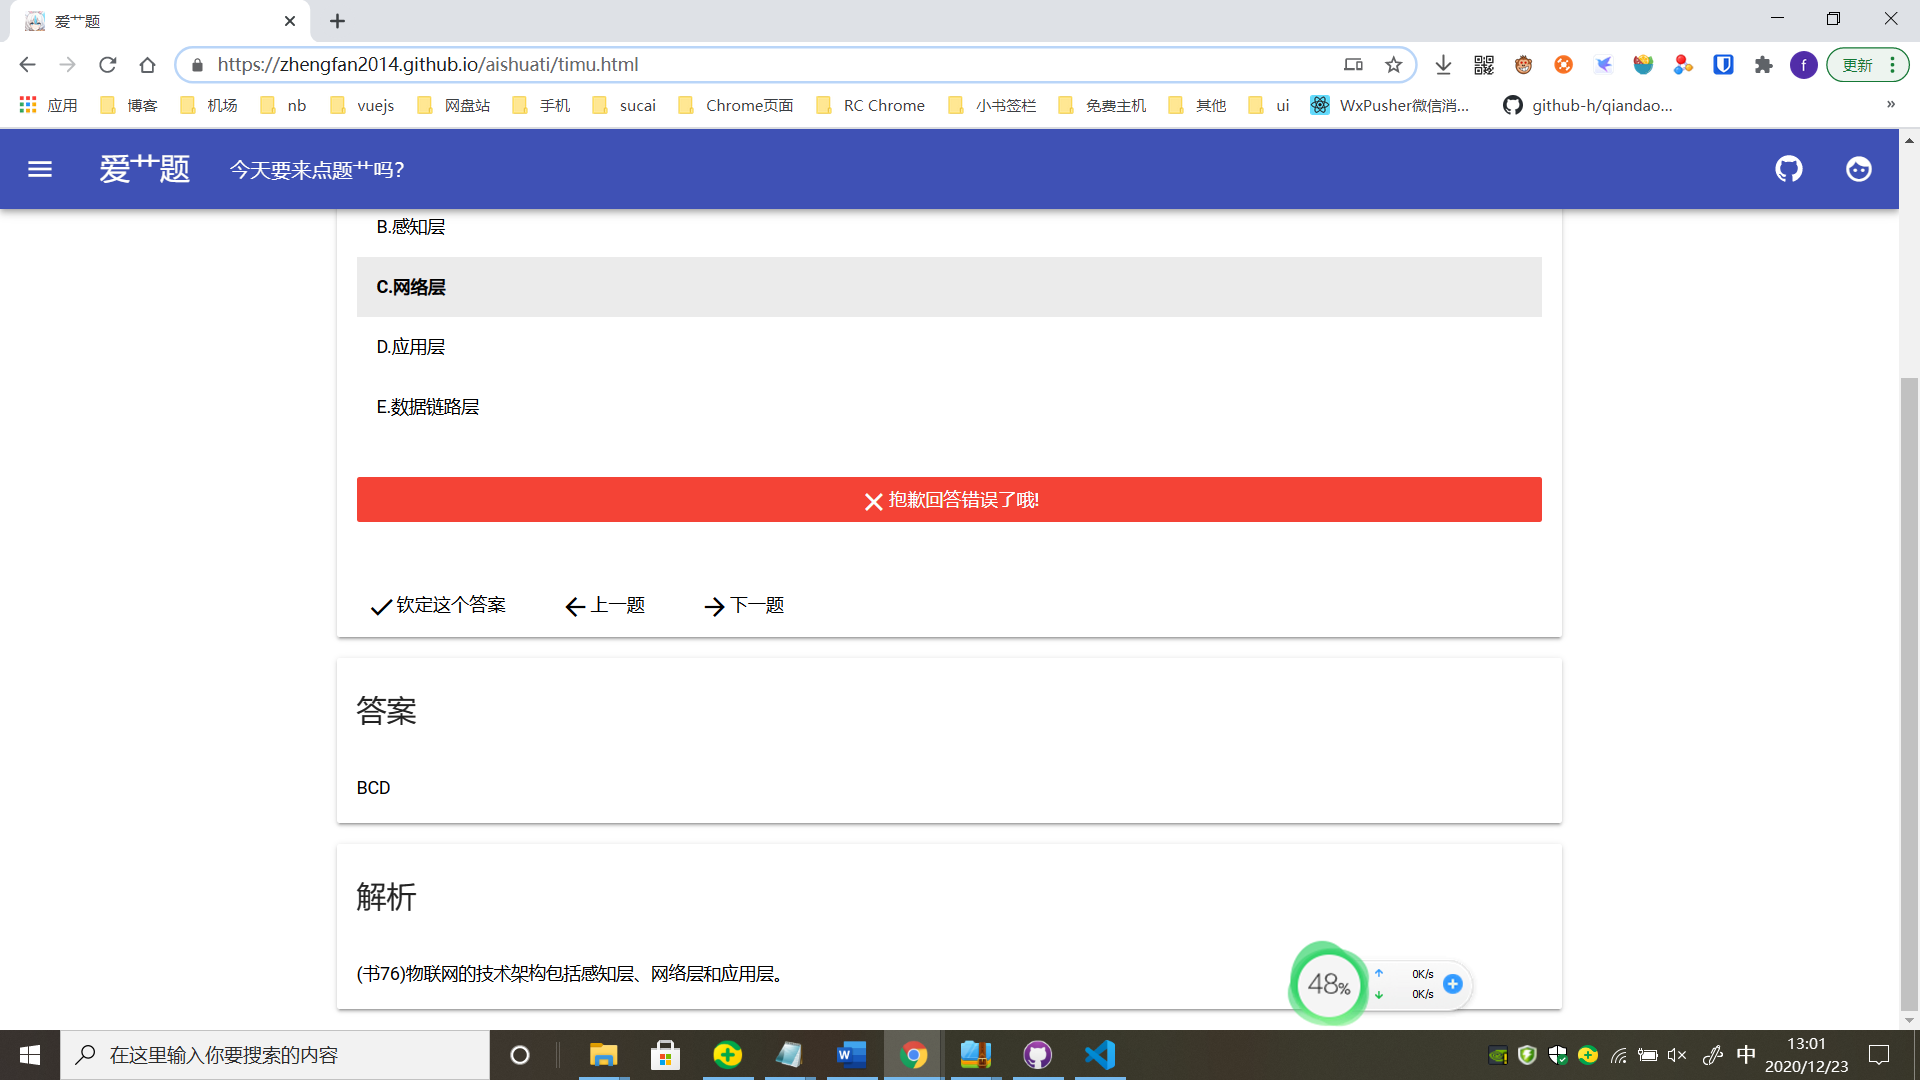 爱艹题
https://zhengfan2014.github.io/aishuati/timu.html
f
更新
应用
博客
机场
nb
vuejs
网盘站
手机
sucai
Chrome页面
RC Chrome
小书签栏
免费主机
其他
ui
WxPusher微信消...
github-h/qiandao...
»
爱艹题
今天要来点题艹吗?
B.感知层
C.网络层
D.应用层
E.数据链路层
抱歉回答错误了哦!
钦定这个答案
上一题
下一题
答案
BCD
解析
(书76)物联网的技术架构包括感知层、网络层和应用层。
48%
0K/s
0K/s
在这里输入你要搜索的内容
中
13:01
2020/12/23